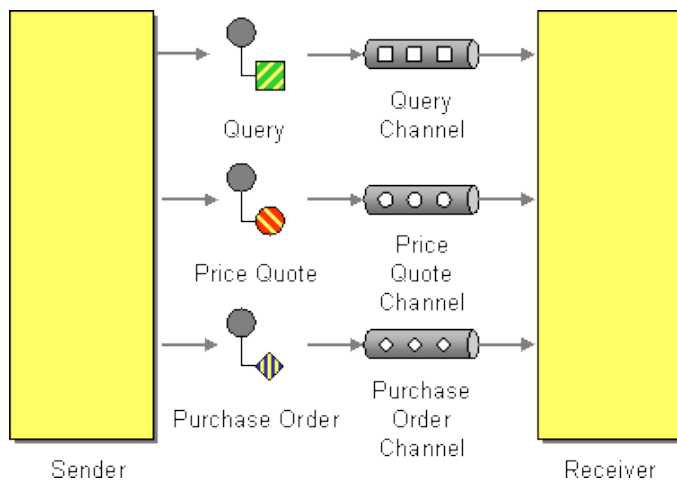 Query
Query
Channel
Price Quote
Price
Quote
Channel
Purchase Order
Purchase
Order
Channel
Sender
Receiver